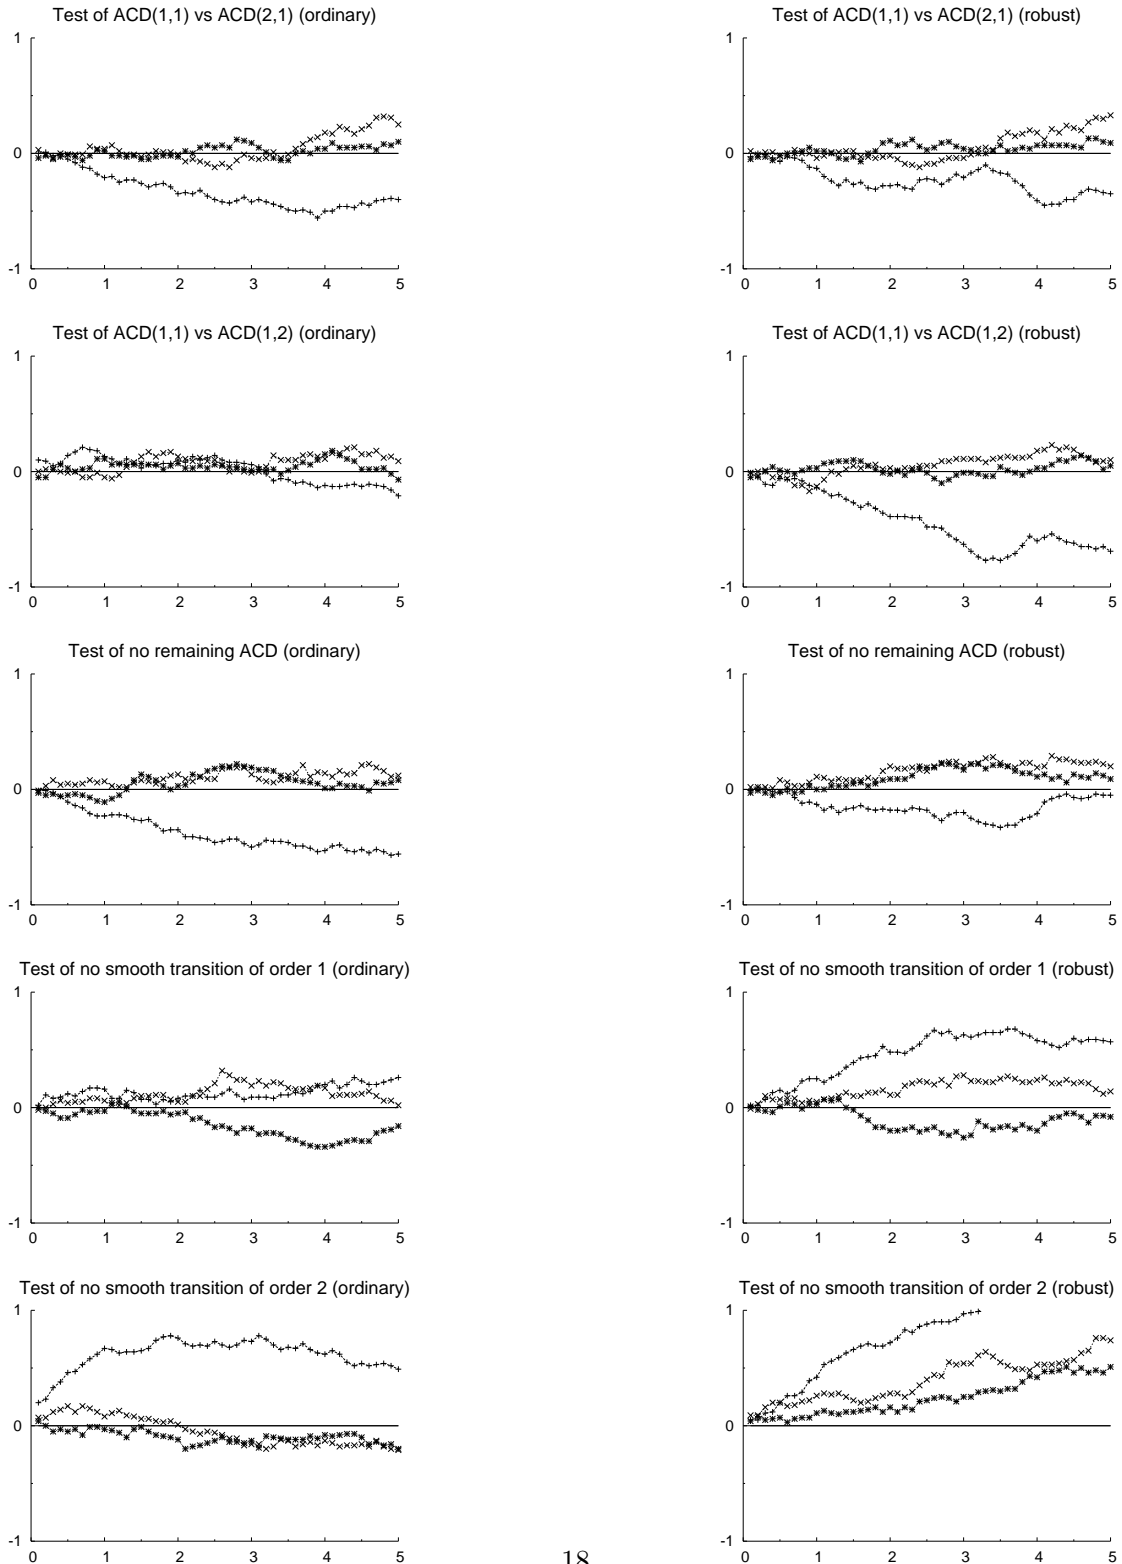 Test of ACD(1,1) vs ACD(2,1) (ordinary)
1
0
-1
0 1 2 3 4 5
Test of ACD(1,1) vs ACD(2,1) (robust)
1
0
-1
0 1 2 3 4 5
Test of ACD(1,1) vs ACD(1,2) (ordinary)
1
0
-1
0 1 2 3 4 5
Test of ACD(1,1) vs ACD(1,2) (robust)
1
0
-1
0 1 2 3 4 5
Test of no remaining ACD (ordinary)
1
0
-1
0 1 2 3 4 5
Test of no remaining ACD (robust)
1
0
-1
0 1 2 3 4 5
Test of no smooth transition of order 1 (ordinary)
1
0
-1
0 1 2 3 4 5
Test of no smooth transition of order 1 (robust)
1
0
-1
0 1 2 3 4 5
Test of no smooth transition of order 2 (ordinary)
1
0
-1
0 1 2 3 4 5
Test of no smooth transition of order 2 (robust)
1
0
-1
0 1 2 3 4 5
18